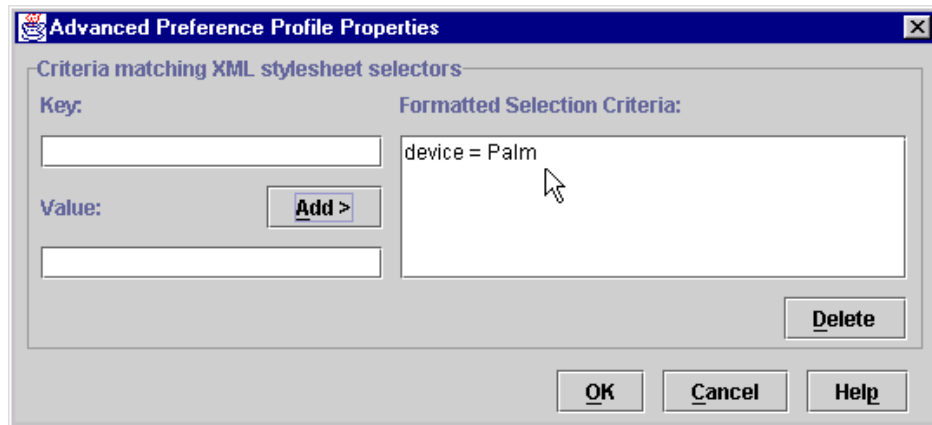 Advanced Preference Profile Properties
Criteria matching XML stylesheet selectors
Key:
Formatted Selection Criteria:
device = Palm
Value:
Add >
Delete
OK
Cancel
Help